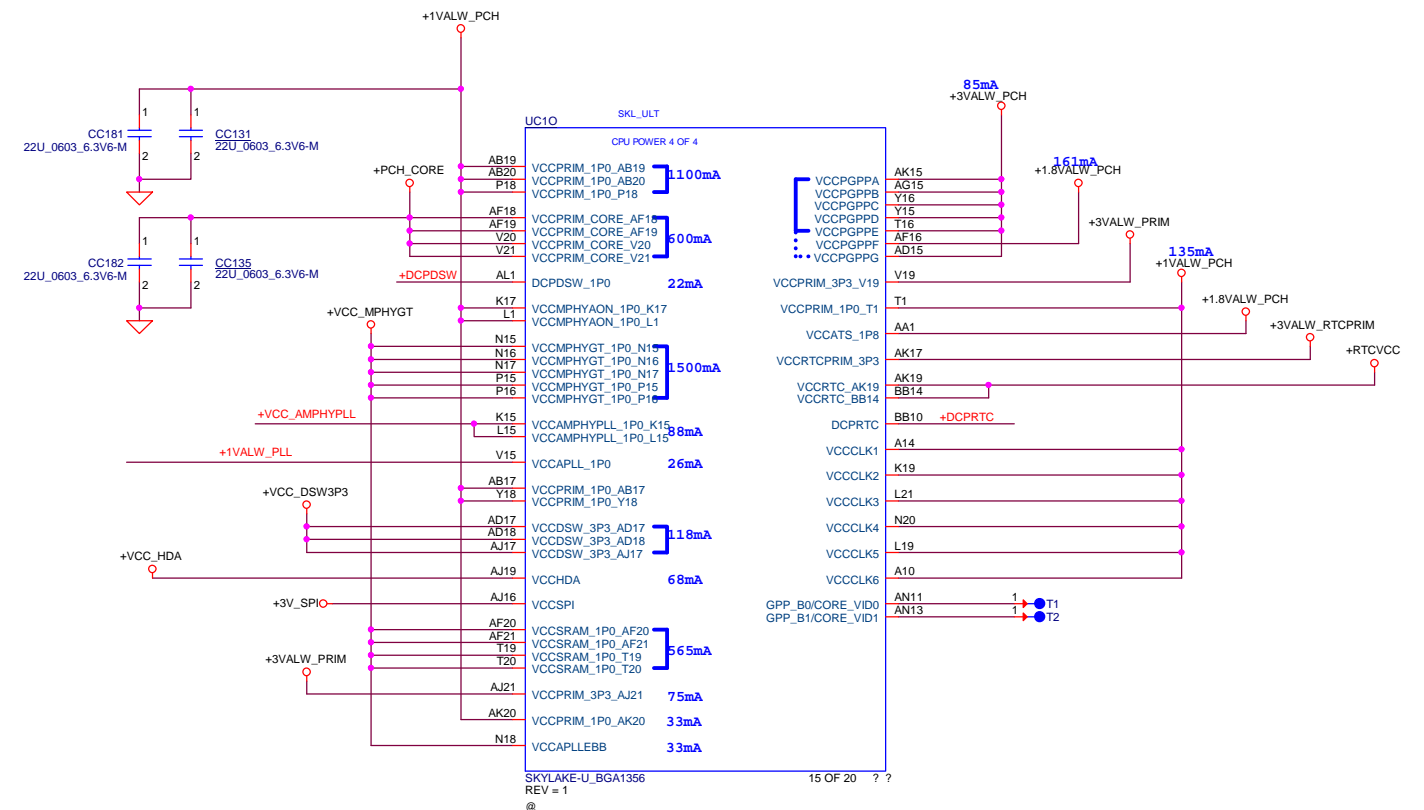 +1VALW_PCH
1
1
CC181
22U_0603_6.3V6-M
CC131
22U_0603_6.3V6-M
2
2
+PCH_CORE
1
1
CC182
22U_0603_6.3V6-M
CC135
22U_0603_6.3V6-M
2
2
UC1O
SKL_ULT
CPU POWER 4 OF 4
AB19 VCCPRIM_1P0_AB19
AB20 VCCPRIM_1P0_AB20 1100mA
P18 VCCPRIM_1P0_P18
AF18 VCCPRIM_CORE_AF18
AF19 VCCPRIM_CORE_AF19 600mA
V20 VCCPRIM_CORE_V20
V21 VCCPRIM_CORE_V21
+DCPDSW AL1 DCPDSW_1P0 22mA
K17 VCCMPHYAON_1P0_K17
L1 VCCMPHYAON_1P0_L1
+VCC_MPHYGT
N15 VCCMPHYGT_1P0_N15
N16 VCCMPHYGT_1P0_N16
N17 VCCMPHYGT_1P0_N17 1500mA
P15 VCCMPHYGT_1P0_P15
P16 VCCMPHYGT_1P0_P16
+VCC_AMPHYPLL K15 VCCAMPHYPLL_1P0_K15 88mA
L15 VCCAMPHYPLL_1P0_L15
+1VALW_PLL V15 VCCAPLL_1P0 26mA
AB17 VCCPRIM_1P0_AB17
Y18 VCCPRIM_1P0_Y18
+VCC_DSW3P3
AD17 VCCDSW_3P3_AD17
AD18 VCCDSW_3P3_AD18 118mA
AJ17 VCCDSW_3P3_AJ17
+VCC_HDA
AJ19 VCCHDA 68mA
+3V_SPI AJ16 VCCSPI
AF20 VCCSRAM_1P0_AF20
AF21 VCCSRAM_1P0_AF21 565mA
T19 VCCSRAM_1P0_T19
T20 VCCSRAM_1P0_T20
+3VALW_PRIM
AJ21 VCCPRIM_3P3_AJ21 75mA
AK20 VCCPRIM_1P0_AK20 33mA
N18 VCCAPLLEBB 33mA
85mA
+3VALW_PCH
161mA
+1.8VALW_PCH
VCCPGPPA AK15
VCCPGPPB AG15
VCCPGPPC Y16
VCCPGPPD Y15
VCCPGPPE T16
VCCPGPPF AF16
VCCPGPPG AD15
+3VALW_PRIM
VCCPRIM_3P3_V19 V19
135mA
+1VALW_PCH
VCCPRIM_1P0_T1 T1
+1.8VALW_PCH
VCCATS_1P8 AA1
+3VALW_RTCPRIM
VCCRTCPRIM_3P3 AK17
+RTCVCC
VCCRTC_AK19 AK19
VCCRTC_BB14 BB14
DCPRTC BB10 +DCPRTC
VCCCLK1 A14
VCCCLK2 K19
VCCCLK3 L21
VCCCLK4 N20
VCCCLK5 L19
VCCCLK6 A10
GPP_B0/CORE_VID0 AN11 1 T1
GPP_B1/CORE_VID1 AN13 1 T2
SKYLAKE-U_BGA1356 15 OF 20 ? ?
REV = 1
@